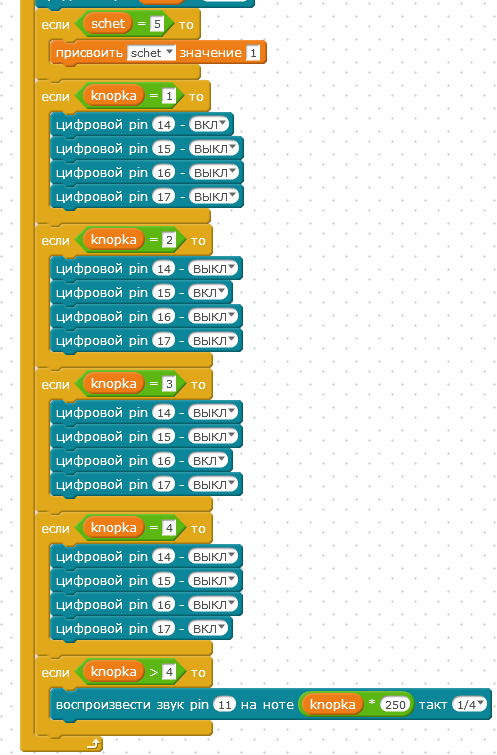 если schet = 5 то
присвоить schet значение 1
если knopka = 1 то
цифровой pin 14 - ВКЛ
цифровой pin 15 - ВЫКЛ
цифровой pin 16 - ВЫКЛ
цифровой pin 17 - ВЫКЛ
если knopka = 2 то
цифровой pin 14 - ВЫКЛ
цифровой pin 15 - ВКЛ
цифровой pin 16 - ВЫКЛ
цифровой pin 17 - ВЫКЛ
если knopka = 3 то
цифровой pin 14 - ВЫКЛ
цифровой pin 15 - ВЫКЛ
цифровой pin 16 - ВКЛ
цифровой pin 17 - ВЫКЛ
если knopka = 4 то
цифровой pin 14 - ВЫКЛ
цифровой pin 15 - ВЫКЛ
цифровой pin 16 - ВЫКЛ
цифровой pin 17 - ВКЛ
если knopka > 4 то
воспроизвести звук pin 11 на ноте knopka * 250 такт 1/4